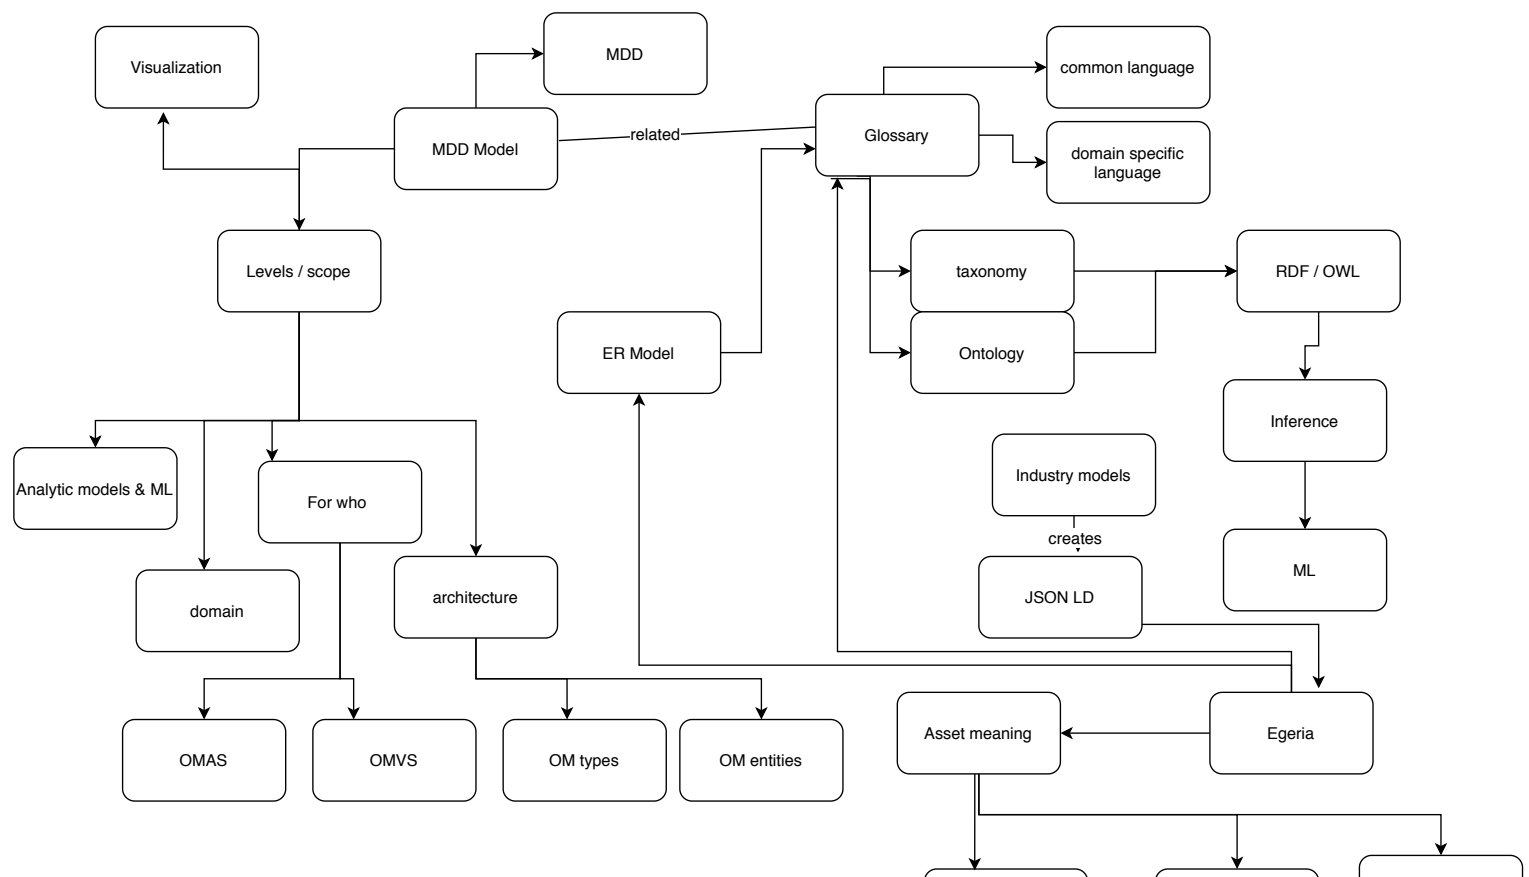 MDD
Visualization
common language
MDD Model
related
Glossary
domain specific
language
Levels / scope
taxonomy
RDF / OWL
ER Model
Ontology
Inference
Industry models
Analytic models & ML
For who
creates
ML
domain
architecture
JSON LD
Asset meaning
Egeria
OMAS
OMVS
OM types
OM entities